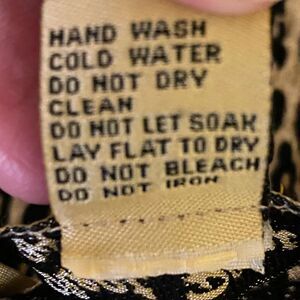 HAND WASH
COLD WATER
DO NOT DRY
CLEAN
DO NOT LET SOAK
LAY FLAT TO DRY
DO NOT BLEACH
DO NOT IRON